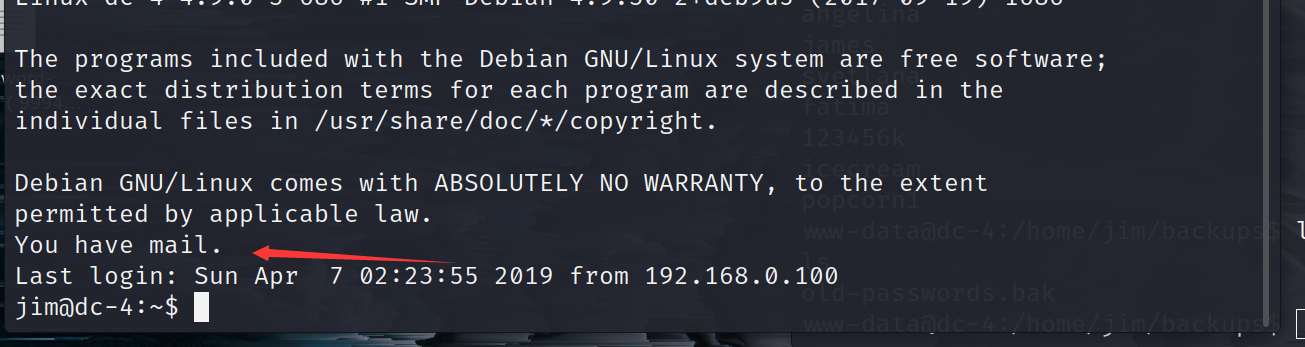 Linux dc-4 4.9.0-3-686 #1 SMP Debian 4.9.30-2+deb9u5 (2017-09-19) i686
The programs included with the Debian GNU/Linux system are free software;
the exact distribution terms for each program are described in the
individual files in /usr/share/doc/*/copyright.
Debian GNU/Linux comes with ABSOLUTELY NO WARRANTY, to the extent
permitted by applicable law.
You have mail.
Last login: Sun Apr  7 02:23:55 2019 from 192.168.0.100
jim@dc-4:~$
angelina
james
svetlana
fatima
123456k
icecream
popcorn1
www-data@dc-4:/home/jim/backups$ l
ls
old-passwords.bak
www-data@dc-4:/home/jim/backups$